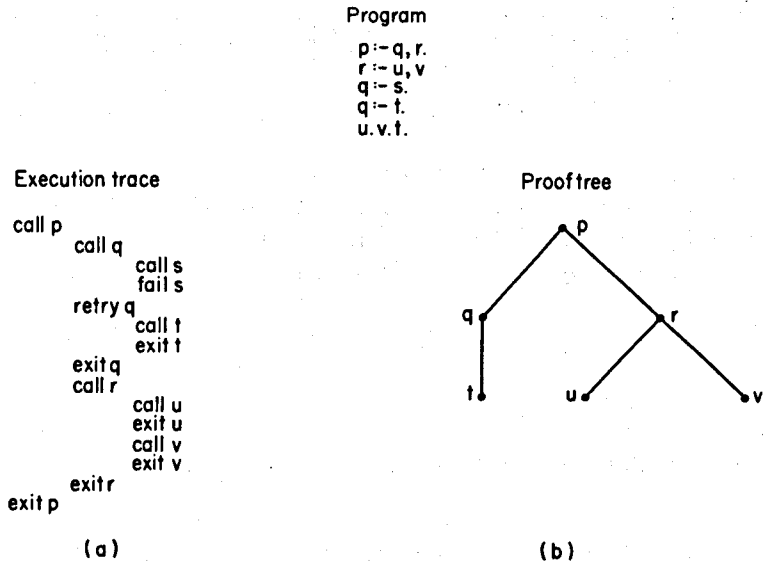 Program
p:- q, r.
r:- u, v
q:- s.
q:- t.
u.v.t.
Execution trace
call p
call q
call s
fail s
retry q
call t
exit t
exit q
call r
call u
exit u
call v
exit v
exit r
exit p
(a)
Proof tree
p
q
r
t
u
v
(b)